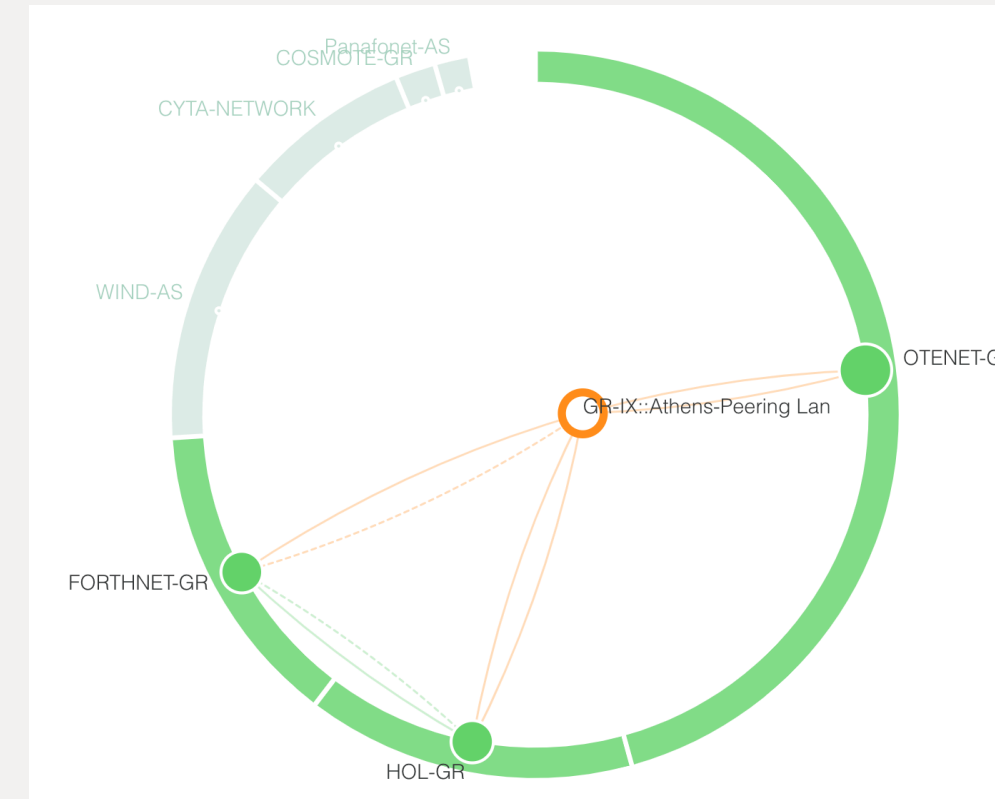 Panafonet-AS
COSMOTE-GR
CYTA-NETWORK
WIND-AS
OTENET-G
GR-IX::Athens-Peering Lan
FORTHNET-GR
HOL-GR